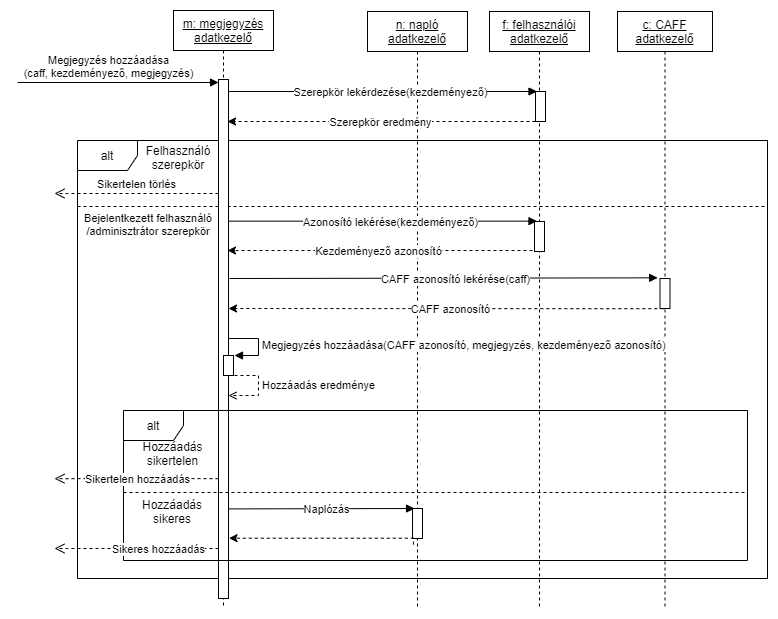 m: megjegyzés
adatkezelő
n: napló
adatkezelő
f: felhasználói
adatkezelő
c: CAFF
adatkezelő
Megjegyzés hozzáadása
(caff, kezdeményező, megjegyzés)
Szerepkör lekérdezése(kezdeményező)
Szerepkör eredmény
alt
Felhasználó
szerepkör
Sikertelen törlés
Bejelentkezett felhasználó
/adminisztrátor szerepkör
Azonosító lekérése(kezdeményező)
Kezdeményező azonosító
CAFF azonosító lekérése(caff)
CAFF azonosító
Megjegyzés hozzáadása(CAFF azonosító, megjegyzés, kezdeményező azonosító)
Hozzáadás eredménye
alt
Hozzáadás
sikertelen
Sikertelen hozzáadás
Hozzáadás
sikeres
Naplózás
Sikeres hozzáadás